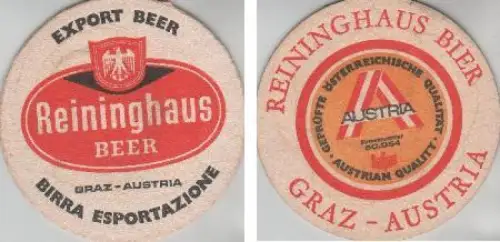 EXPORT BEER
Reininghaus
BEER
GRAZ-AUSTRIA
BIRRA ESPORTAZIONE
REININGHAUS BIER
GEPRÜFTE ÖSTERREICHISCHE QUALITÄT
AUSTRIA
AUSTRIAN QUALITY
GRAZ - AUSTRIA